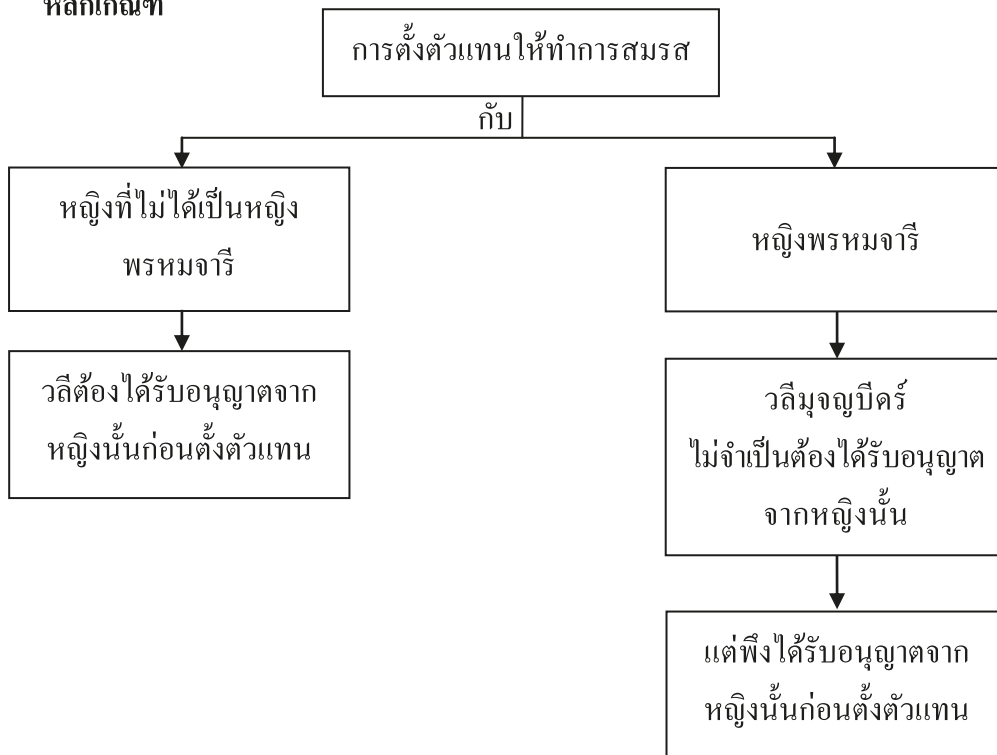 หลักเกณฑ์
การตั้งตัวแทนให้ทำการสมรส
กับ
หญิงที่ไม่ได้เป็นหญิง
พรหมจารี
วลีต้องได้รับอนุญาตจาก
หญิงนั้นก่อนตั้งตัวแทน
หญิงพรหมจารี
วลีมุจญบีดร์
ไม่จำเป็นต้องได้รับอนุญาต
จากหญิงนั้น
แต่พึงได้รับอนุญาตจาก
หญิงนั้นก่อนตั้งตัวแทน